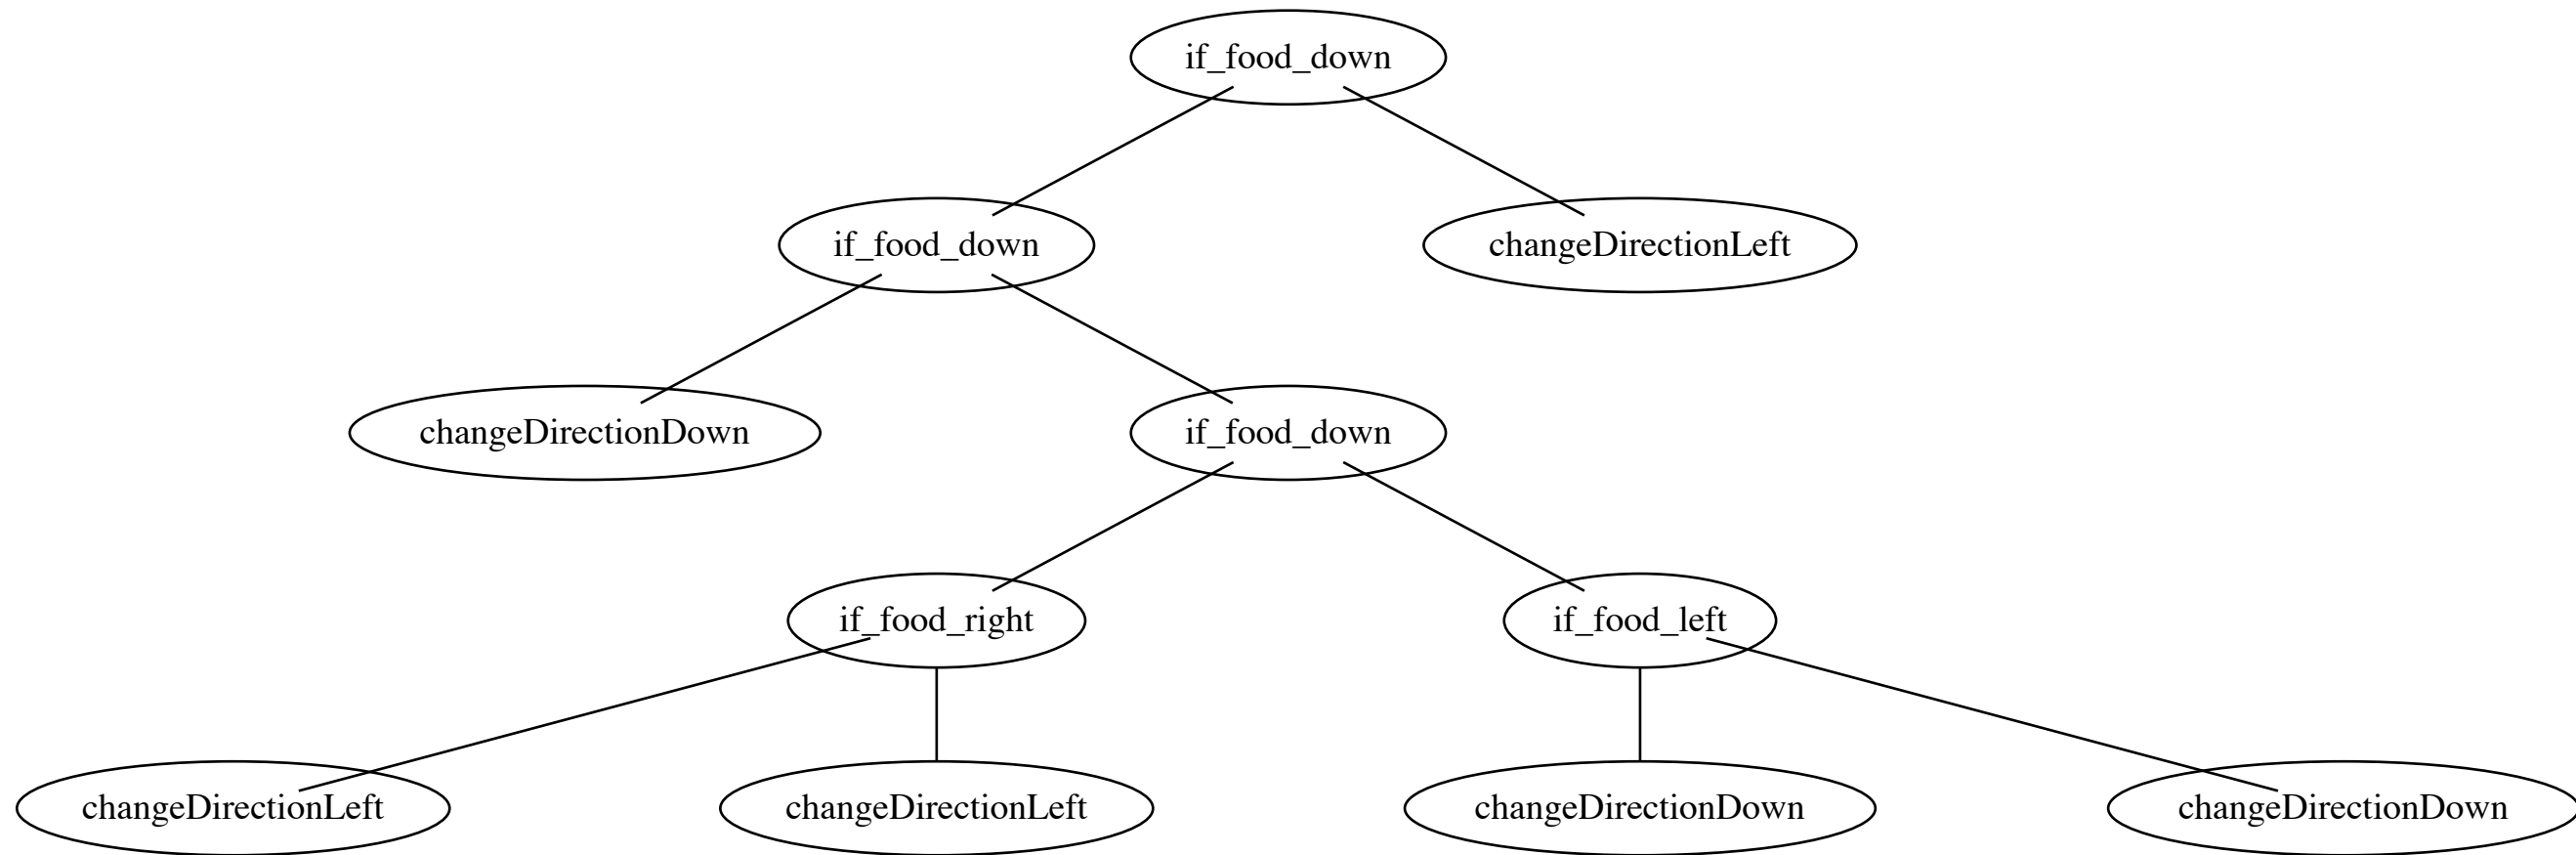 if_food_down
if_food_down
changeDirectionLeft
changeDirectionDown
if_food_down
if_food_right
if_food_left
changeDirectionLeft
changeDirectionLeft
changeDirectionDown
changeDirectionDown